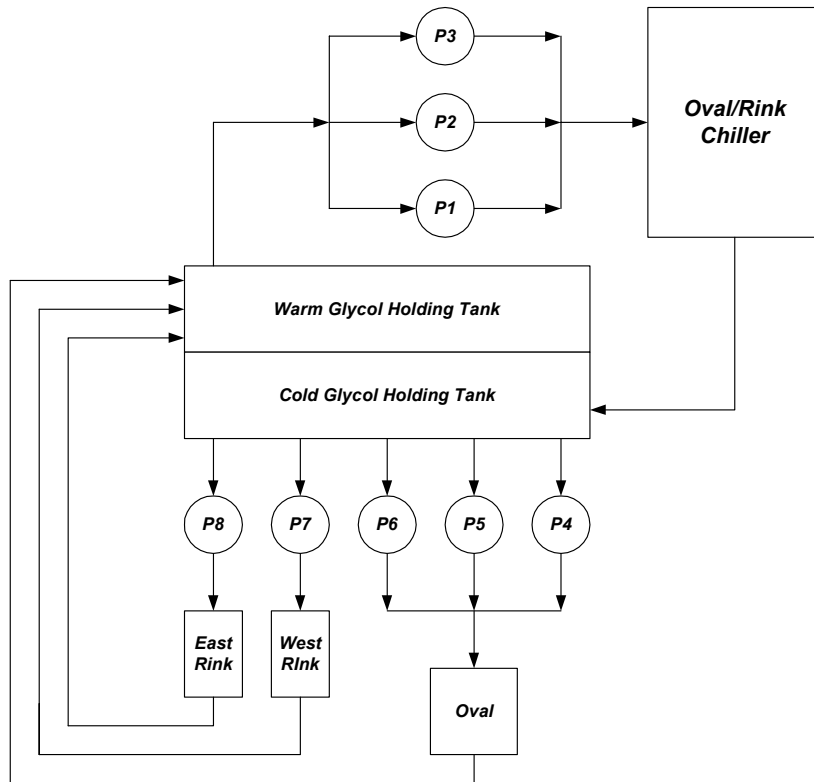 P3
Oval/Rink
Chiller
P2
P1
Warm Glycol Holding Tank
Cold Glycol Holding Tank
P8
P7
P6
P5
P4
East
Rink
West
RInk
Oval